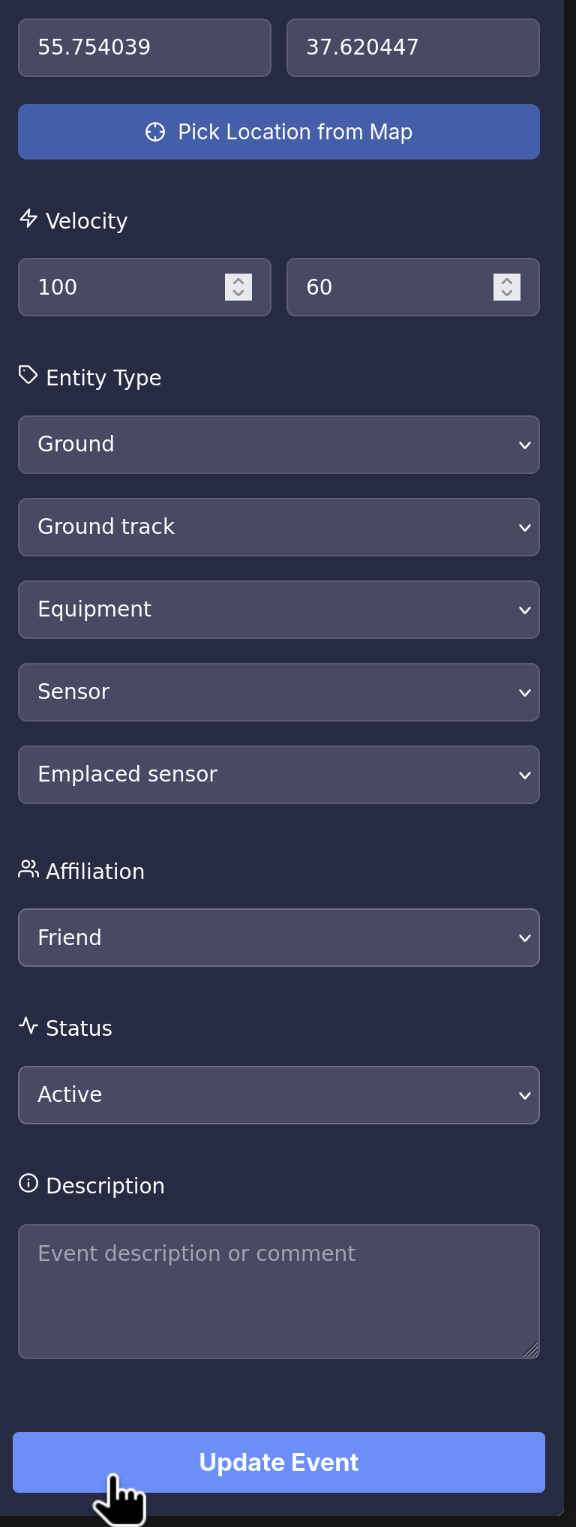 55.754039 37.620447
Pick Location from Map
Velocity
100 60
Entity Type
Ground
Ground track
Equipment
Sensor
Emplaced sensor
Affiliation
Friend
Status
Active
Description
Event description or comment
Update Event